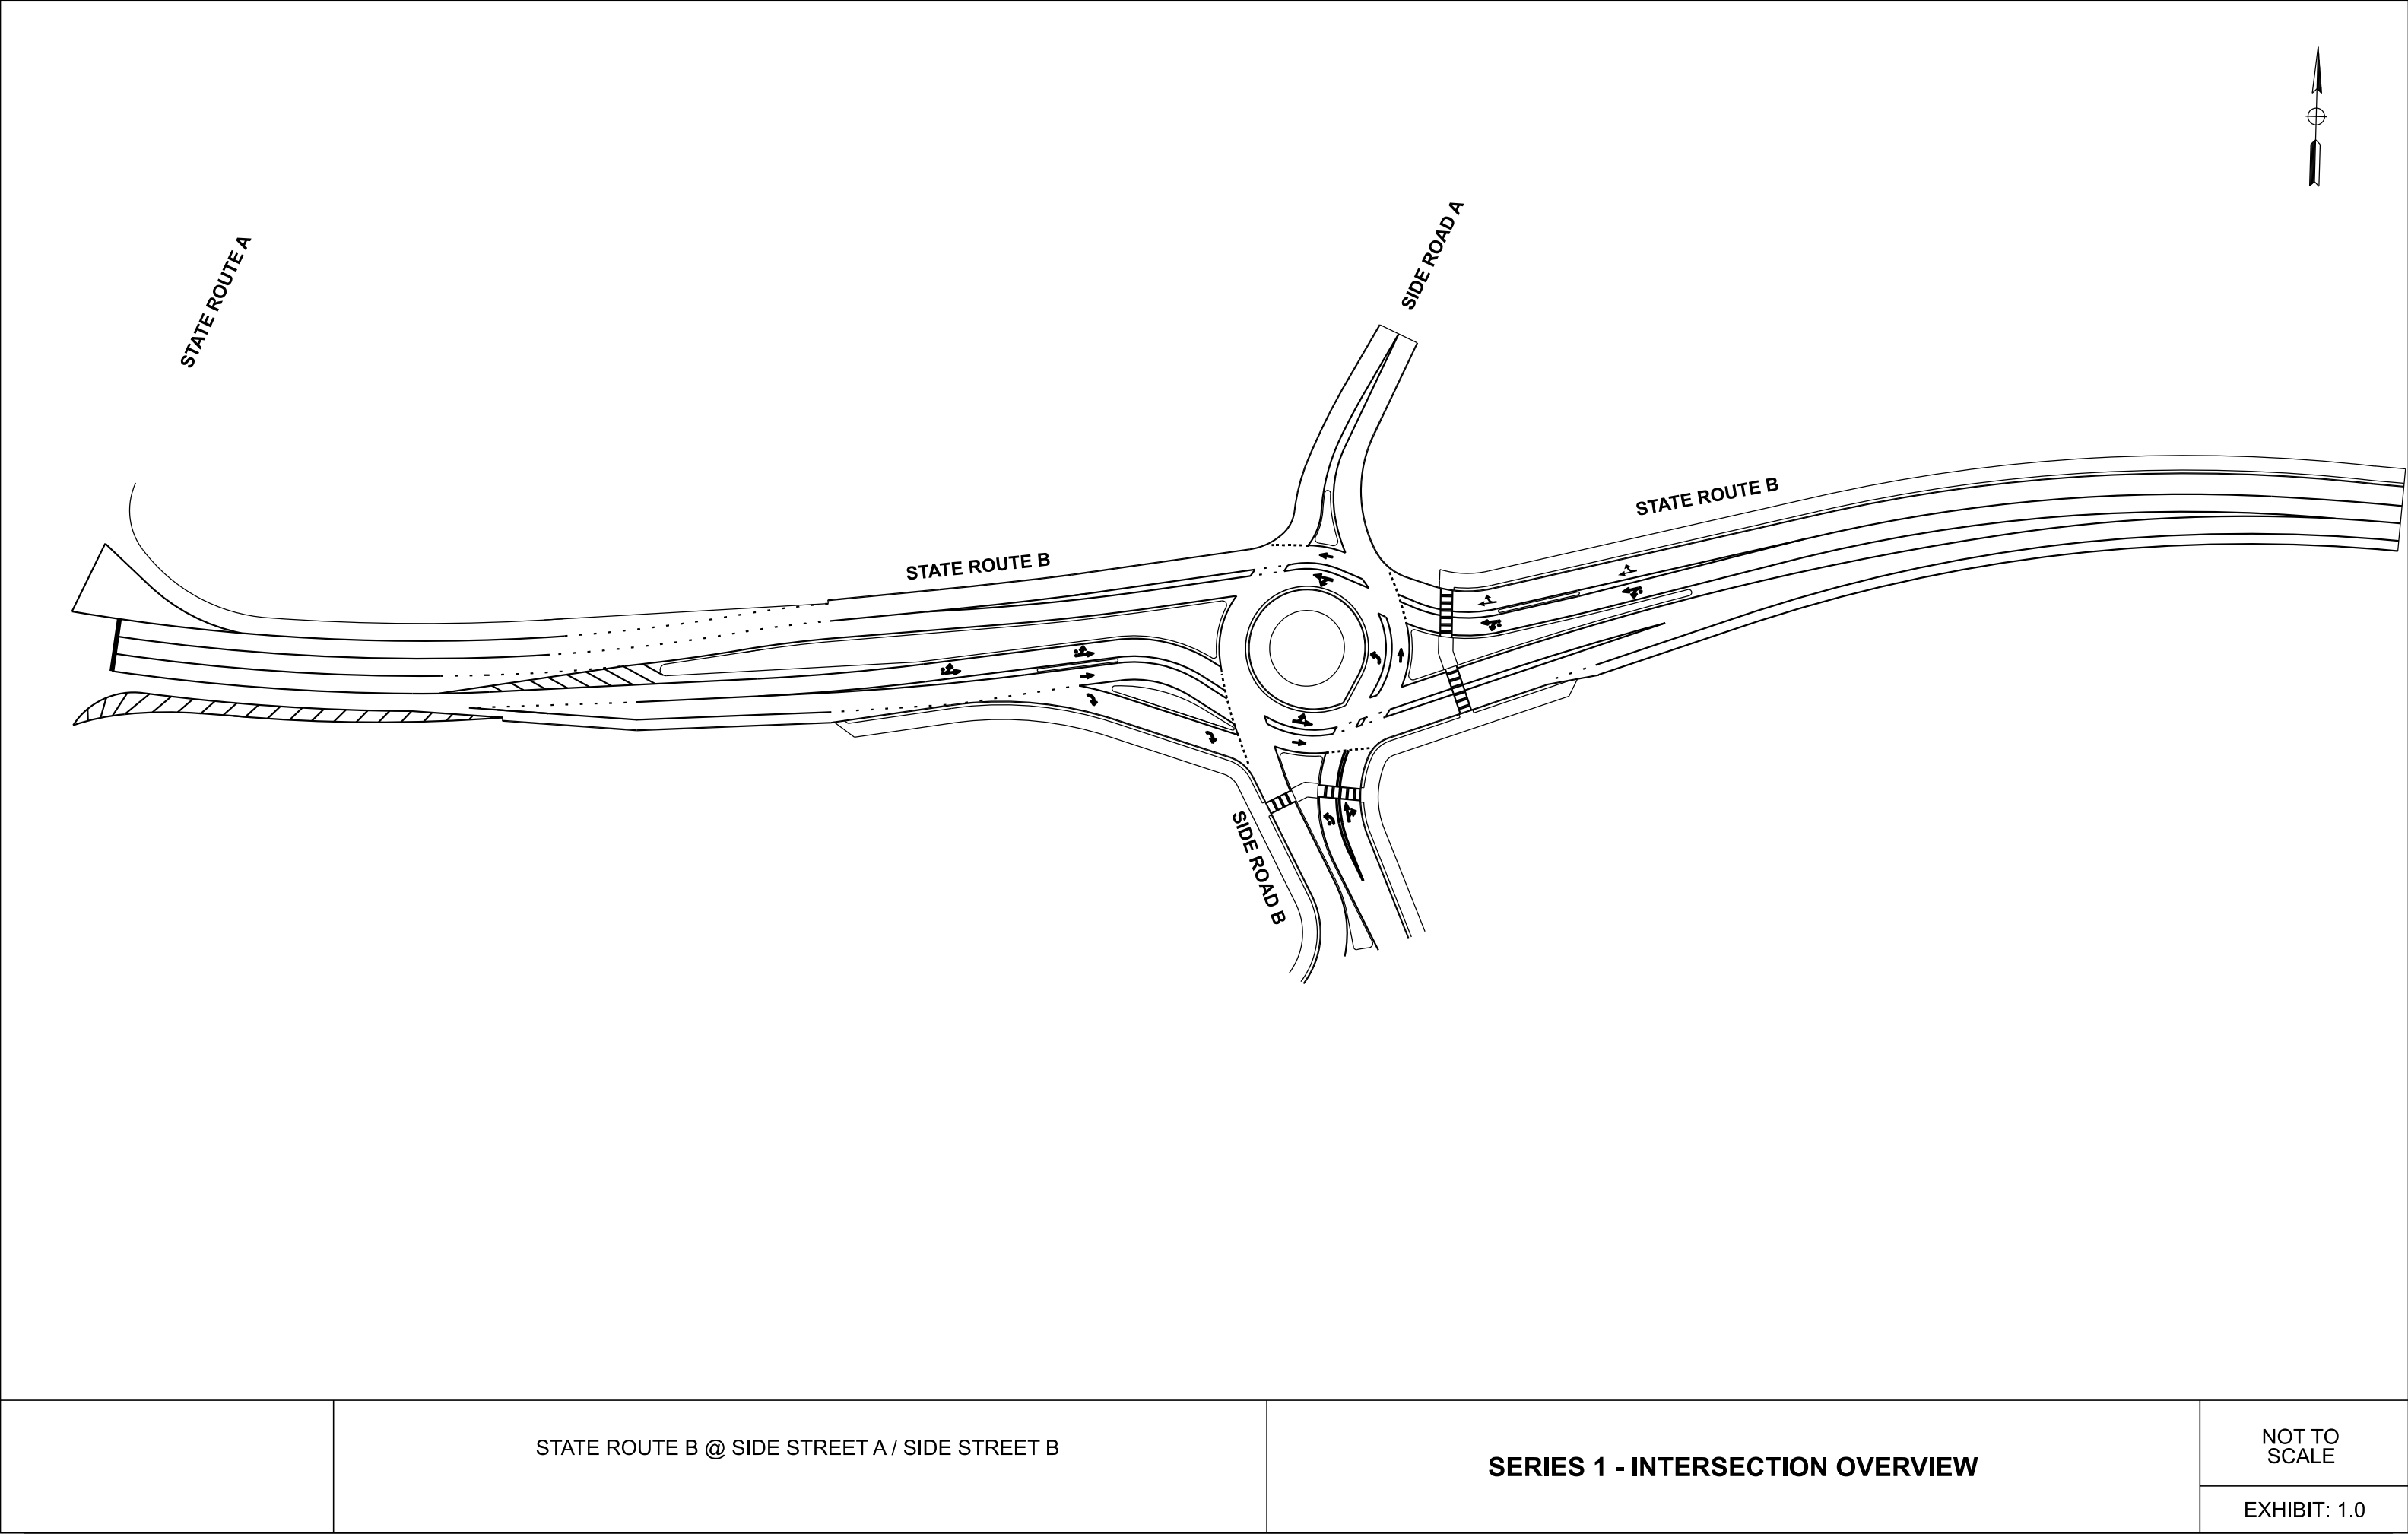 STATE ROUTE A
SIDE ROAD A
STATE ROUTE B
STATE ROUTE B
SIDE ROAD B
STATE ROUTE B @ SIDE STREET A / SIDE STREET B
SERIES 1 - INTERSECTION OVERVIEW
NOT TO
SCALE
EXHIBIT: 1.0